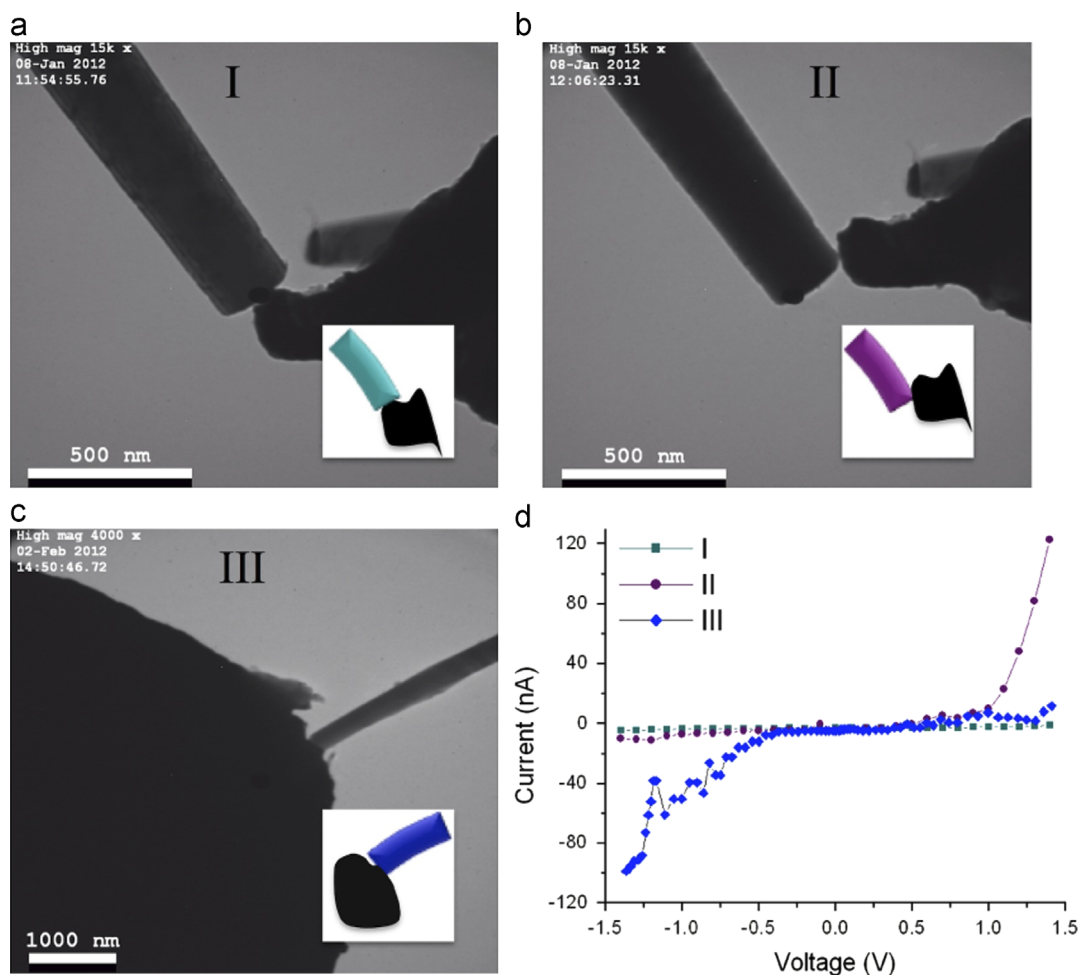 a
High mag 15k x
08-Jan 2012
11:54:55.76
I
500 nm
b
High mag 15k x
08-Jan 2012
12:06:23.31
II
500 nm
c
High mag 4000 x
02-Feb 2012
14:50:46.72
III
1000 nm
d
I
II
III
120
80
40
0
-40
-80
-120
Current (nA)
-1.5 -1.0 -0.5 0.0 0.5 1.0 1.5
Voltage (V)